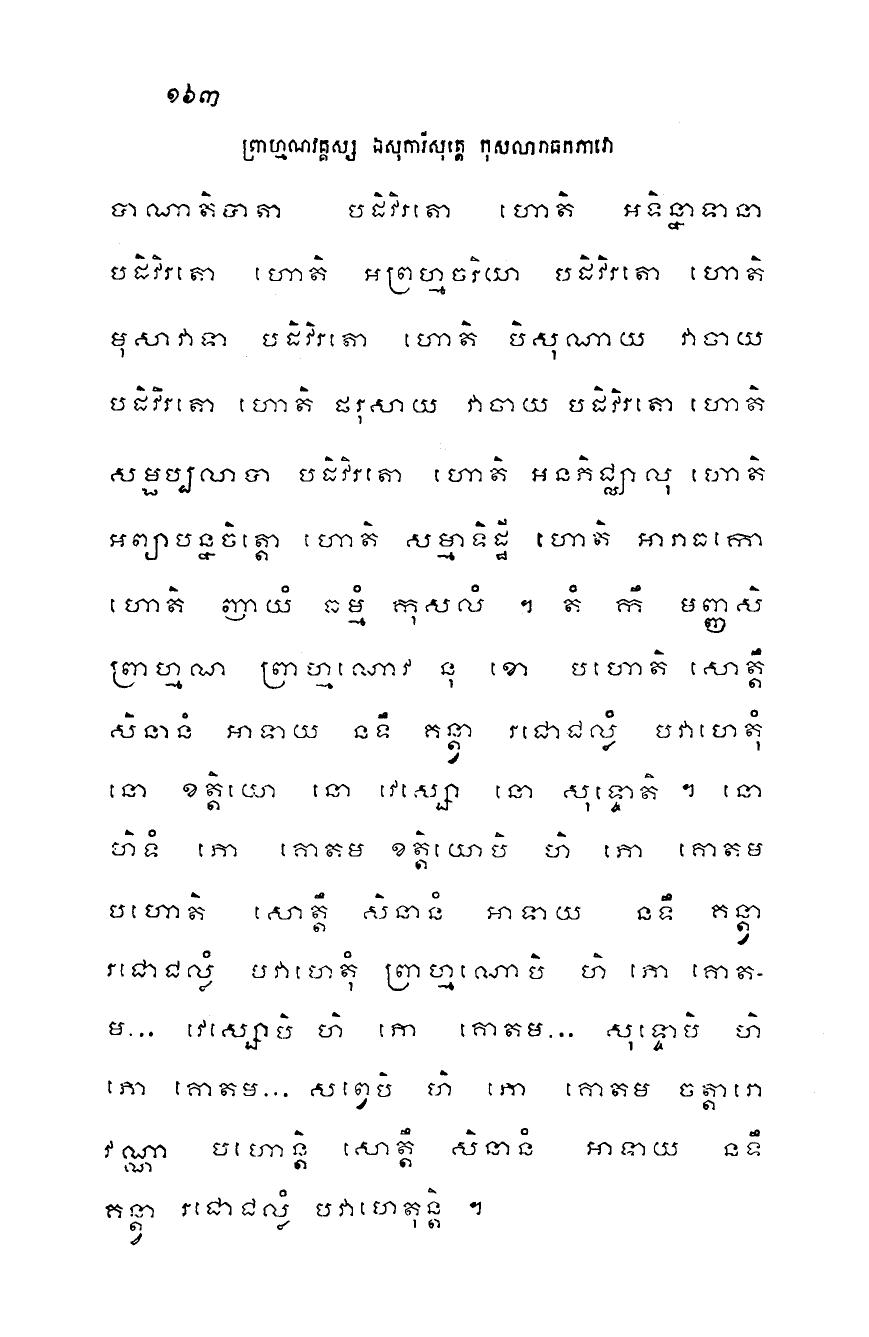 ១៦៣
ព្រាហ្មណវគ្គស្ស ឯសុការីសុត្តេ កុសលារាធកភាវោ
បាណាតិបាតា បដិវិរតោ ហោតិ អទិន្នាទានា
បដិវិរតោ ហោតិ អព្រហ្មចរិយា បដិវិរតោ ហោតិ
មុសាវាទា បដិវិរតោ ហោតិ បិសុណាយ វាចាយ
បដិវិរតោ ហោតិ ផរុសាយ វាចាយ បដិវិរតោ ហោតិ
សម្ផប្បលាបា បដិវិរតោ ហោតិ អនភិជ្ឈាលុ ហោតិ
អព្យាបន្នចិត្តោ ហោតិ សម្មាទិដ្ឋី ហោតិ អារាធកោ
ហោតិ ញាយំ ធម្មំ កុសលំ ។ តំ កឹ មញ្ញសិ
ព្រាហ្មណ ព្រាហ្មណោវ នុ ខោ បហោតិ សោត្តឹ
សិនានំ អាទាយ នទឹ គន្ត្វា រជោជល្លំ បវាហេតុំ
នោ ខត្តិយោ នោ វេស្សោ នោ សុទ្ទោតិ ។ នោ
ហិទំ ភោ គោតម ខត្តិយោបិ ហិ ភោ គោតម
បហោតិ សោត្តឹ សិនានំ អាទាយ នទឹ គន្ត្វា
រជោជល្លំ បវាហេតុំ ព្រាហ្មណោបិ ហិ ភោ គោត-
ម... វេស្សោបិ ហិ ភោ គោតម... សុទ្ទោបិ ហិ
ភោ គោតម... សព្វេបិ ហិ ភោ គោតម ចត្តារោ
វណ្ណា បហោន្តិ សោត្តឹ សិនានំ អាទាយ នទឹ
គន្ត្វា រជោជល្លំ បវាហេតុន្តិ ។